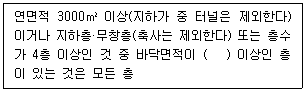 연면적 3000㎡ 이상(지하가 중 터널은 제외한다)
이거나 지하층·무창층(축사는 제외한다) 또는 층수
가 4층 이상인 것 중 바닥면적이 (   ) 이상인 층
이 있는 것은 모든 층